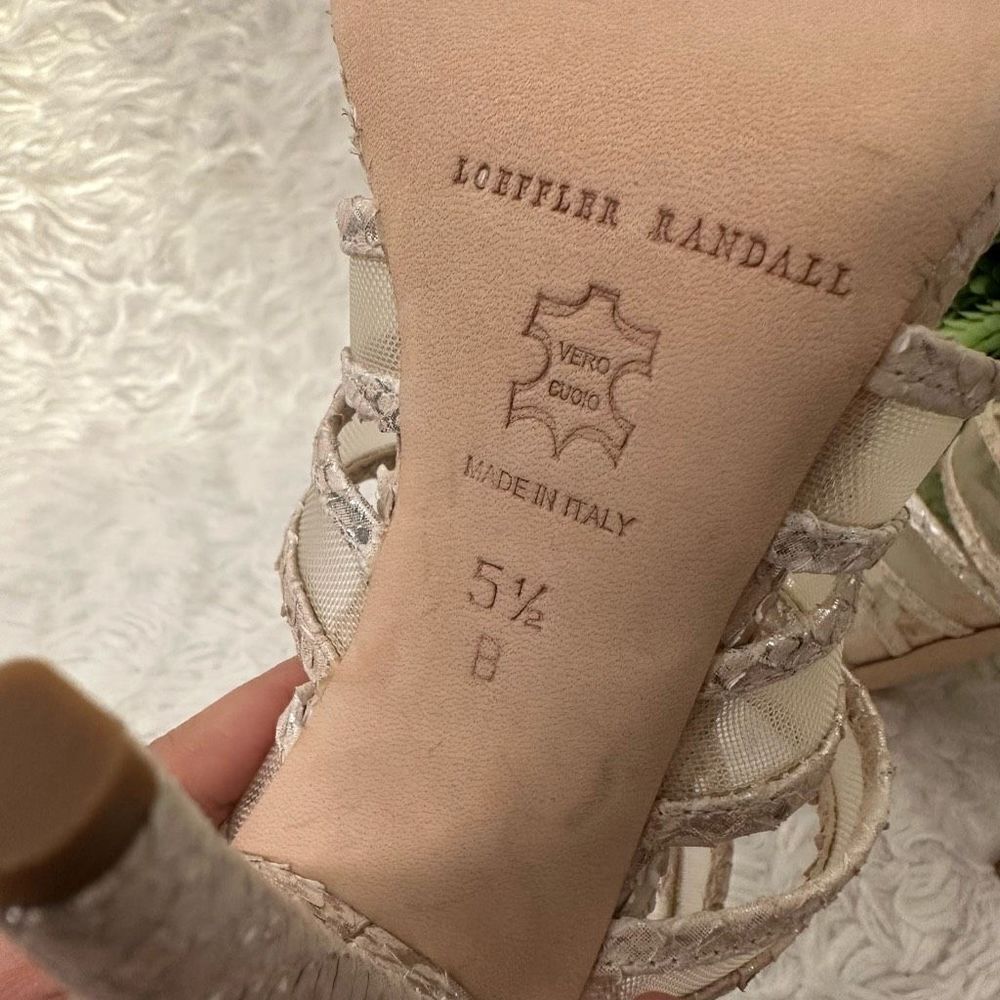 LOEFFLER RANDALL
VERO
CUOIO
MADE IN ITALY
5½
B